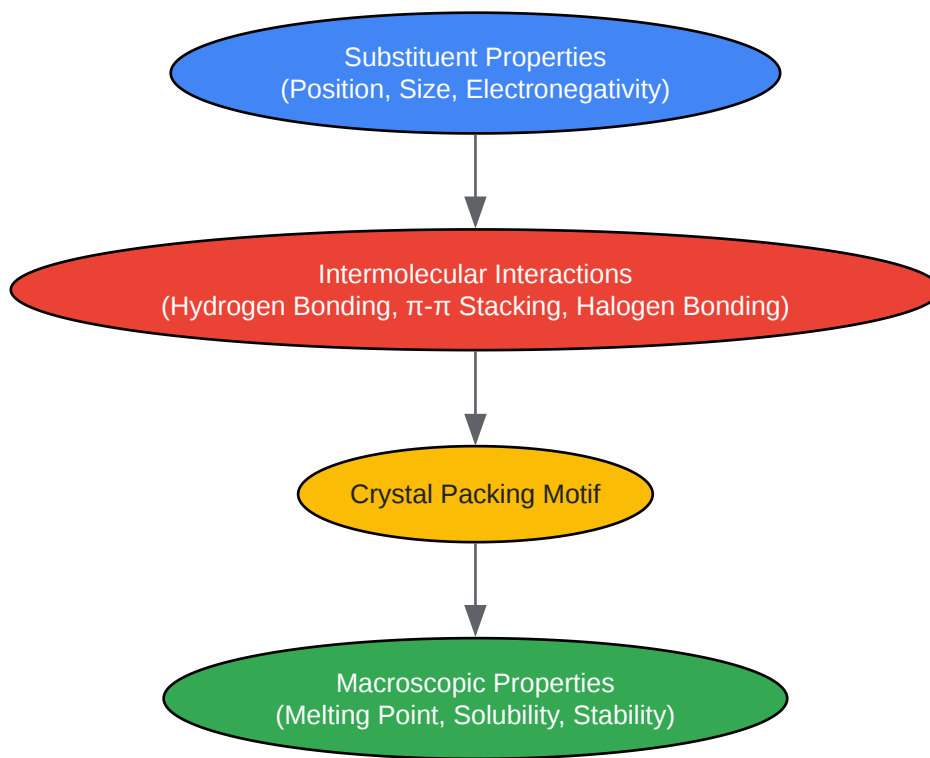 Substituent Properties
(Position, Size, Electronegativity)
Intermolecular Interactions
(Hydrogen Bonding, π-π Stacking, Halogen Bonding)
Crystal Packing Motif
Macroscopic Properties
(Melting Point, Solubility, Stability)